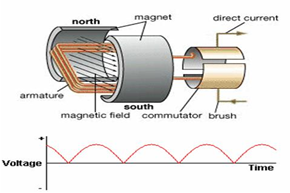 north
magnet
direct current
armature
magnetic field
south
commutator
brush
+
Voltage
Time
-